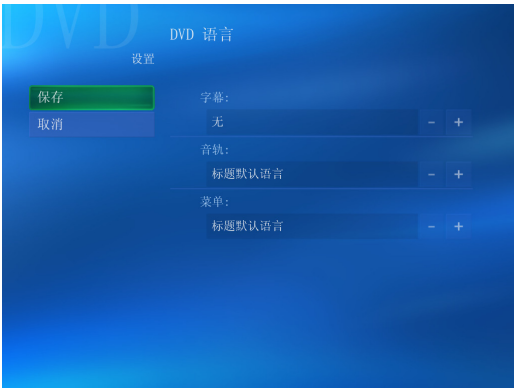 DVD
DVD 语言
设置
保存
取消
字幕:
无
- +
音轨:
标题默认语言
- +
菜单:
标题默认语言
- +